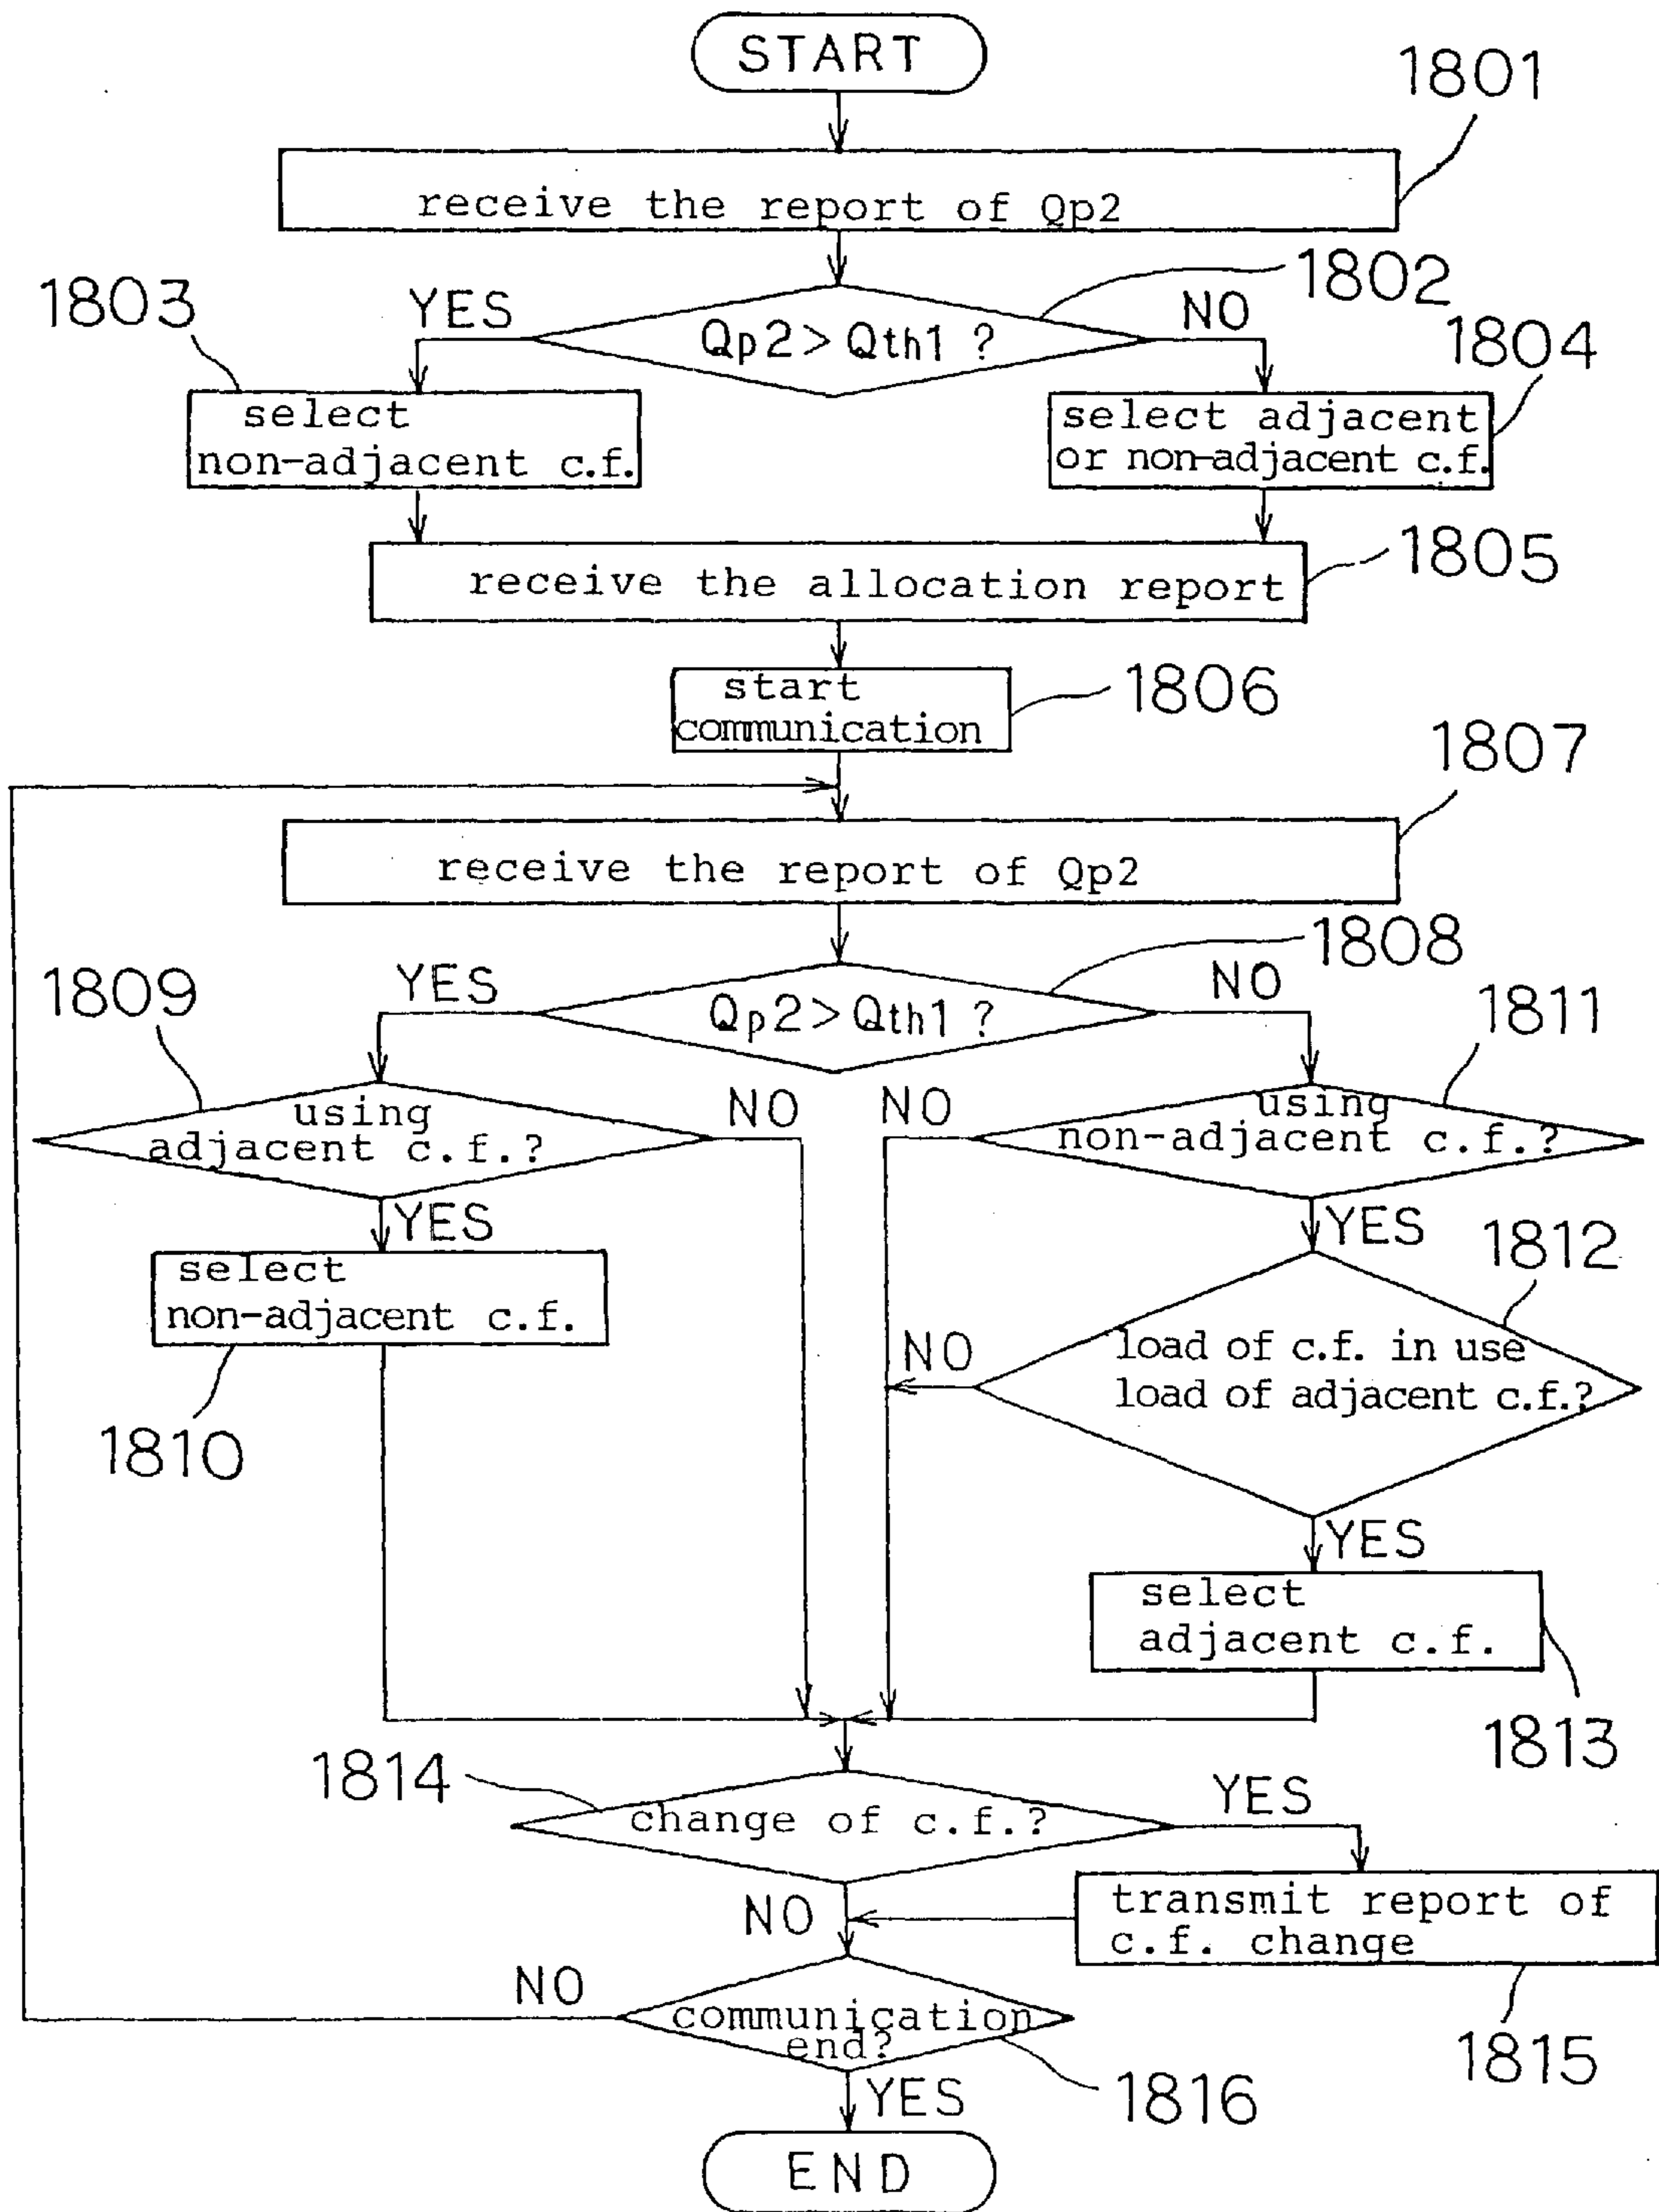 START
1801
receive the report of Qp2
1802
1803
YES
Qp2 > Qth1 ?
NO
1804
select
non-adjacent c.f.
select adjacent
or non-adjacent c.f.
receive the allocation report
1805
start
communication
1806
1807
receive the report of Qp2
1808
1809
YES
Qp2 > Qth1 ?
NO
1811
using
adjacent c.f.?
NO
NO
using
non-adjacent c.f.?
YES
YES
1812
select
non-adjacent c.f.
1810
NO
load of c.f. in use
load of adjacent c.f.?
YES
select
adjacent c.f.
1813
1814
change of c.f.?
YES
NO
transmit report of
c.f. change
1815
NO
communication
end?
1816
YES
END